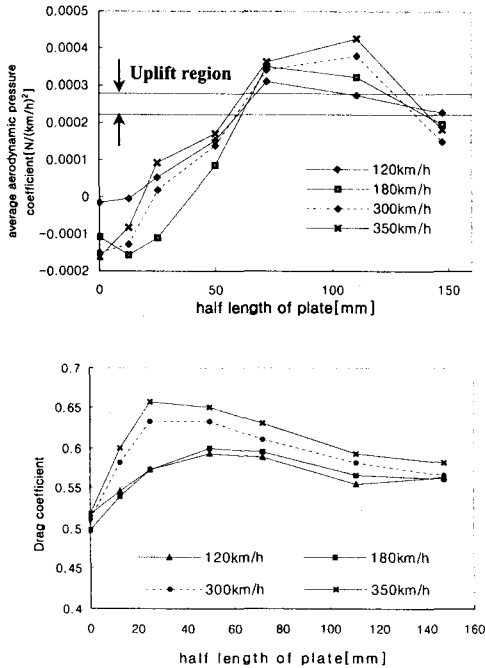 average aerodynamic pressure
coefficient[N/(km/h)²
0.0005
0.0004
0.0003
0.0002
0.0001
0
−0.0001
−0.0002
Uplift region
120km/h
180km/h
300km/h
350km/h
0 50 100 150
half length of plate[mm]
Drag coefficient
0.7
0.65
0.6
0.55
0.5
0.45
0.4
120km/h 180km/h
300km/h 350km/h
0 20 40 60 80 100 120 140 160
half length of plate[mm]